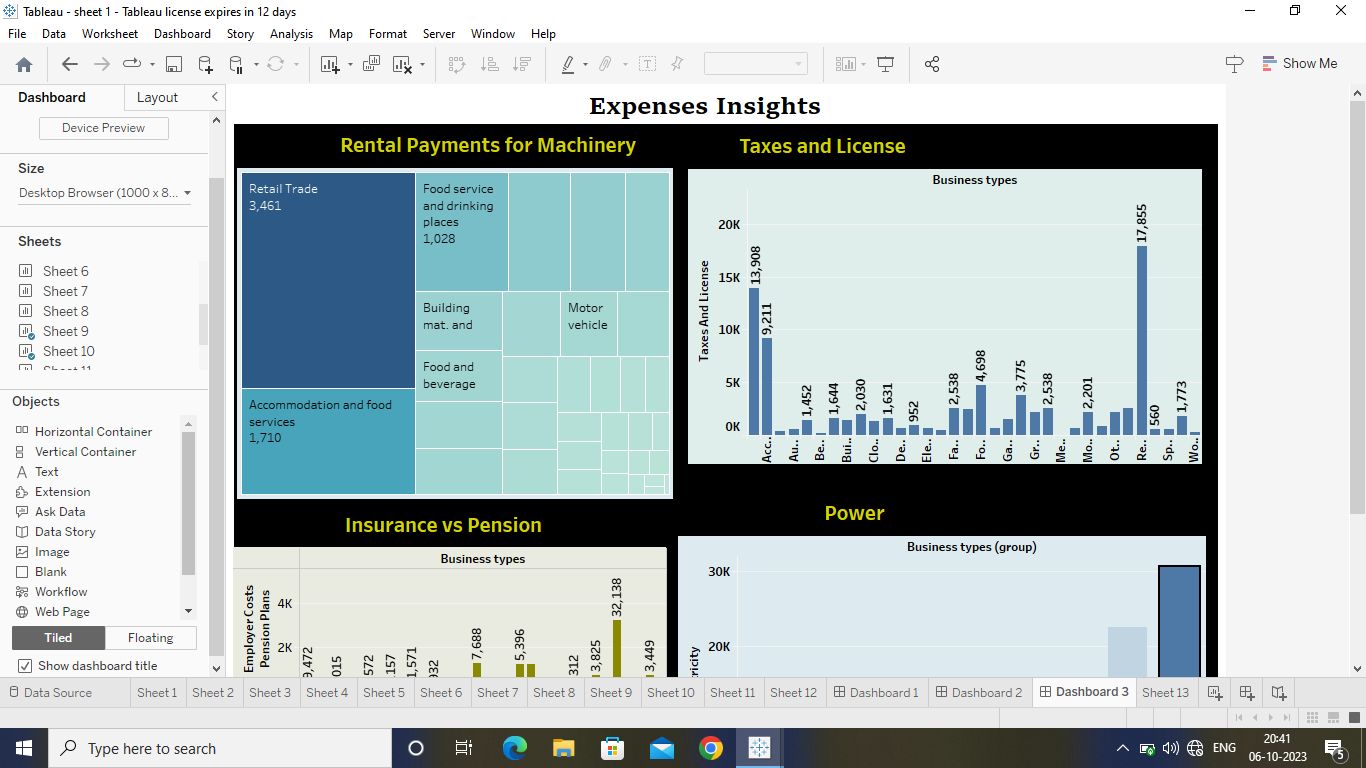 Tableau - sheet 1 - Tableau license expires in 12 days
File Data Worksheet Dashboard Story Analysis Map Format Server Window Help
Show Me
Dashboard Layout
Device Preview
Size
Desktop Browser (1000 x 8...
Sheets
Sheet 6
Sheet 7
Sheet 8
Sheet 9
Sheet 10
Objects
Horizontal Container
Vertical Container
Text
Extension
Ask Data
Data Story
Image
Blank
Workflow
Web Page
Tiled Floating
Show dashboard title
Expenses Insights
Rental Payments for Machinery
Retail Trade
3,461
Food service
and drinking
places
1,028
Building
mat. and
Motor
vehicle
Food and
beverage
Accommodation and food
services
1,710
Taxes and License
Business types
Taxes And License
20K
15K
10K
5K
0K
13,908
9,211
1,452
1,644
2,030
1,631
952
2,538
4,698
3,775
2,538
2,201
17,855
560
1,773
Acc.. Au.. Be.. Bui.. Clo.. De.. Ele.. Fa.. Fo.. Ga.. Gr.. Me.. Mo.. Ot.. Re.. Sp.. Wo..
Insurance vs Pension
Business types
Employer Costs
Pension Plans
4K
2K
7,688
5,396
3,825
32,138
3,449
Power
Business types (group)
30K
20K
Data Source Sheet 1 Sheet 2 Sheet 3 Sheet 4 Sheet 5 Sheet 6 Sheet 7 Sheet 8 Sheet 9 Sheet 10 Sheet 11 Sheet 12 Dashboard 1 Dashboard 2 Dashboard 3 Sheet 13
Type here to search
ENG
20:41
06-10-2023
5